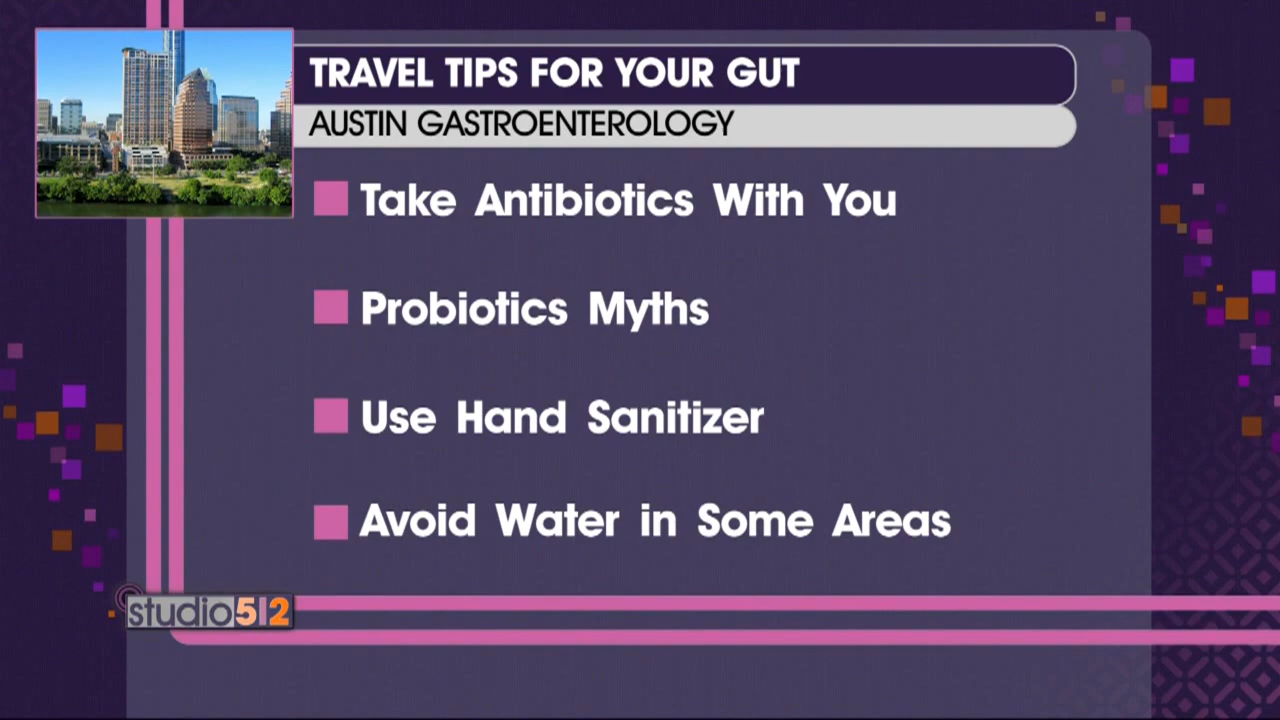 TRAVEL TIPS FOR YOUR GUT
AUSTIN GASTROENTEROLOGY
Take Antibiotics With You
Probiotics Myths
Use Hand Sanitizer
Avoid Water in Some Areas
studio512